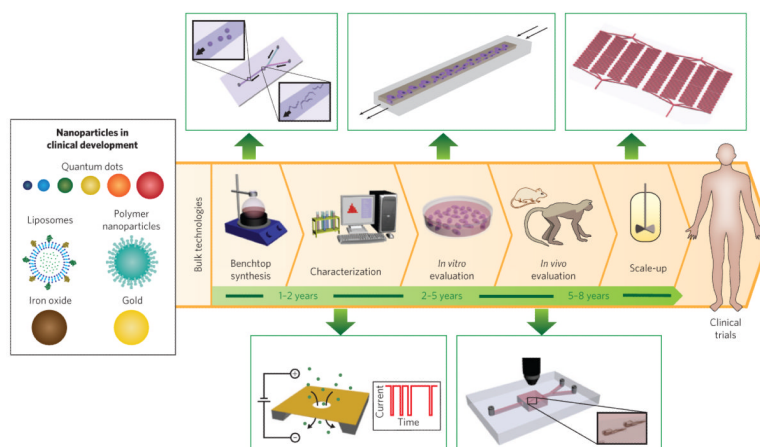 Nanoparticles in
clinical development
Quantum dots
Liposomes
Polymer
nanoparticles
Iron oxide
Gold
Bulk technologies
Benchtop
synthesis
Characterization
In vitro
evaluation
In vivo
evaluation
Scale-up
1–2 years
2–5 years
5–8 years
Clinical
trials
Current
Time